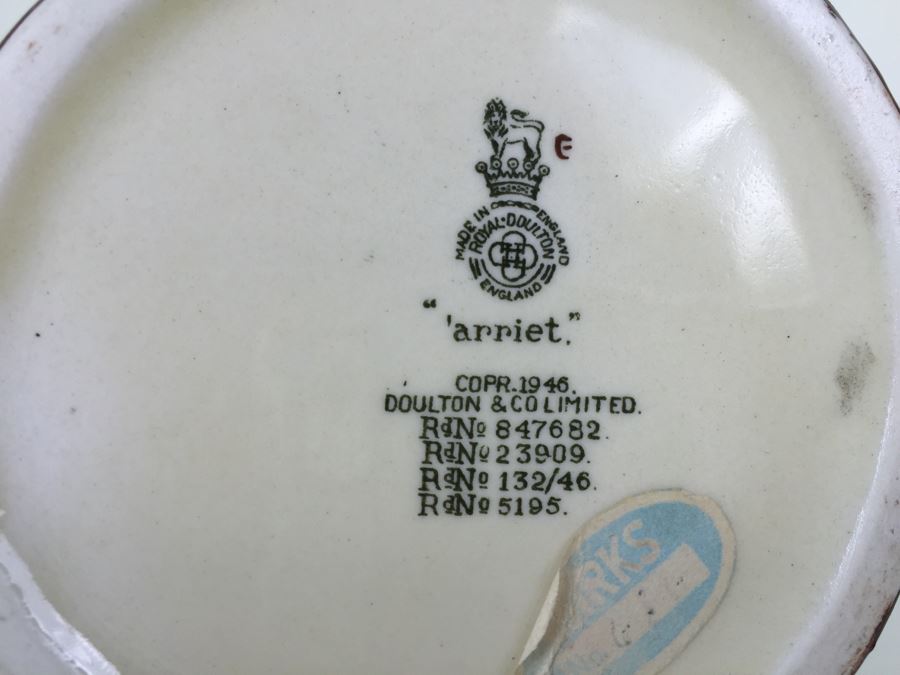 E
MADE IN ENGLAND
ROYAL·DOULTON
ENGLAND
“ 'arriet.”
COPR.1946.
DOULTON & CO LIMITED.
RdNo 847682.
RdNo 23909.
RdNo 132/46.
RdNo 5195.
RKS
No.